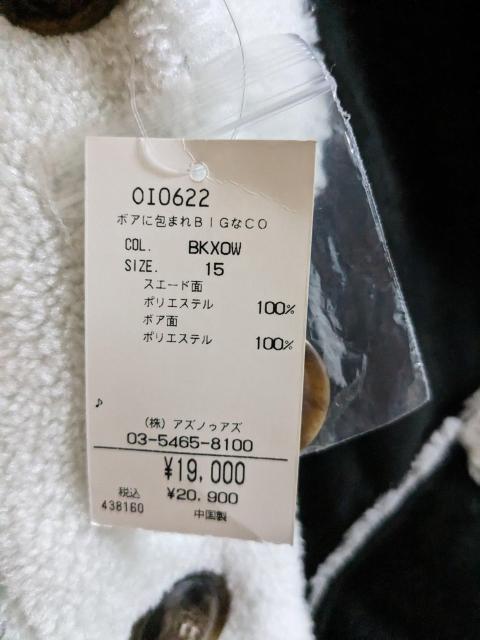 OI0622
ボアに包まれBIGなCO
COL. BKXOW
SIZE. 15
スエード面
ポリエステル 100%
ボア面
ポリエステル 100%
♪
(株) アズノゥアズ
03-5465-8100
¥19,000
税込 ¥20,900
438160 中国製